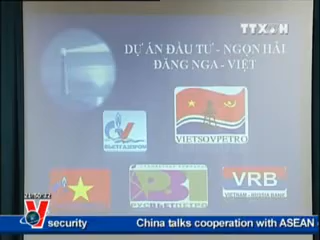 TTXVN
DỰ ÁN ĐẦU TƯ - NGỌN HẢI
ĐĂNG NGA - VIỆT
VIETSOVPETRO
VRB
VIETNAM - RUSSIA BANK
security
China talks cooperation with ASEAN